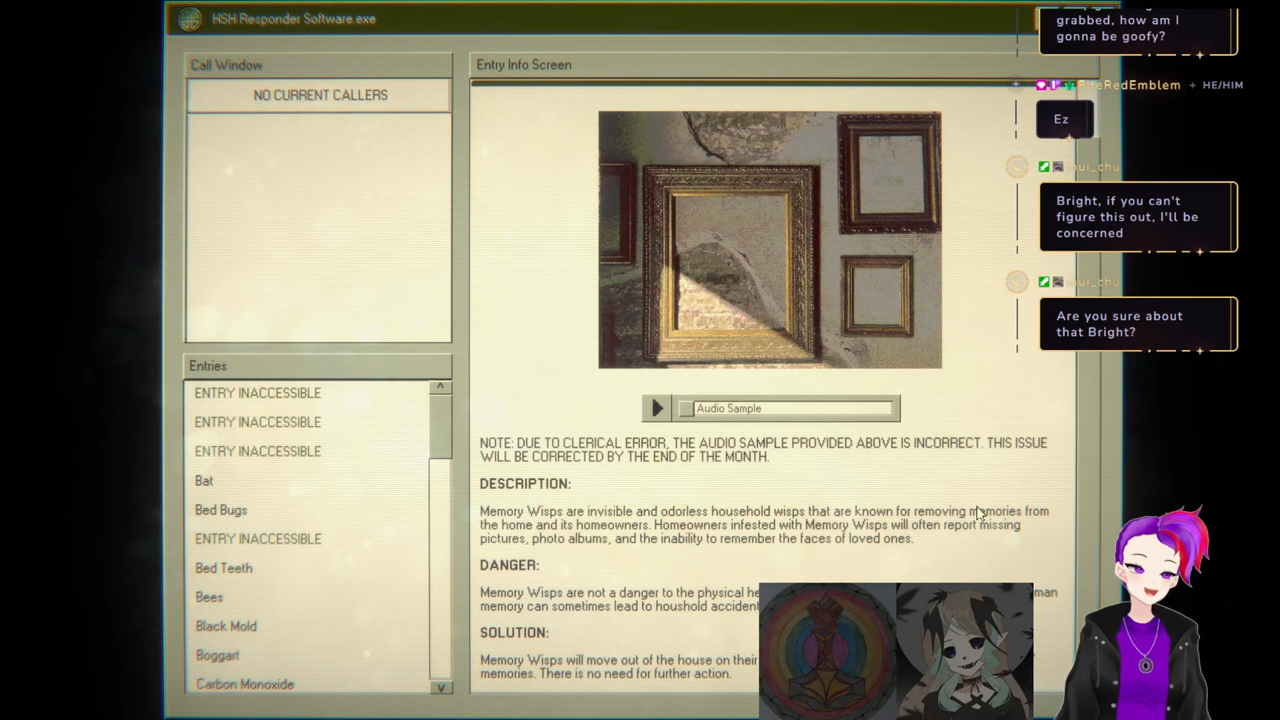 HSH Responder Software.exe
Call Window
NO CURRENT CALLERS
Entries
ENTRY INACCESSIBLE
ENTRY INACCESSIBLE
ENTRY INACCESSIBLE
Bat
Bed Bugs
ENTRY INACCESSIBLE
Bed Teeth
Bees
Black Mold
Boggart
Carbon Monoxide
Entry Info Screen
Audio Sample
NOTE: DUE TO CLERICAL ERROR, THE AUDIO SAMPLE PROVIDED ABOVE IS INCORRECT. THIS ISSUE
WILL BE CORRECTED BY THE END OF THE MONTH.
DESCRIPTION:
Memory Wisps are invisible and odorless household wisps that are known for removing memories from
the home and its homeowners. Homeowners infested with Memory Wisps will often report missing
pictures, photo albums, and the inability to remember the faces of loved ones.
DANGER:
Memory Wisps are not a danger to the physical
memory can sometimes lead to houshold
SOLUTION:
Memory Wisps will move out of the house on their
memories. There is no need for further action.
grabbed, how am I
gonna be goofy?
FireRedEmblem + HE/HIM
Ez
Bright, if you can't
figure this out, I'll be
concerned
Are you sure about
that Bright?